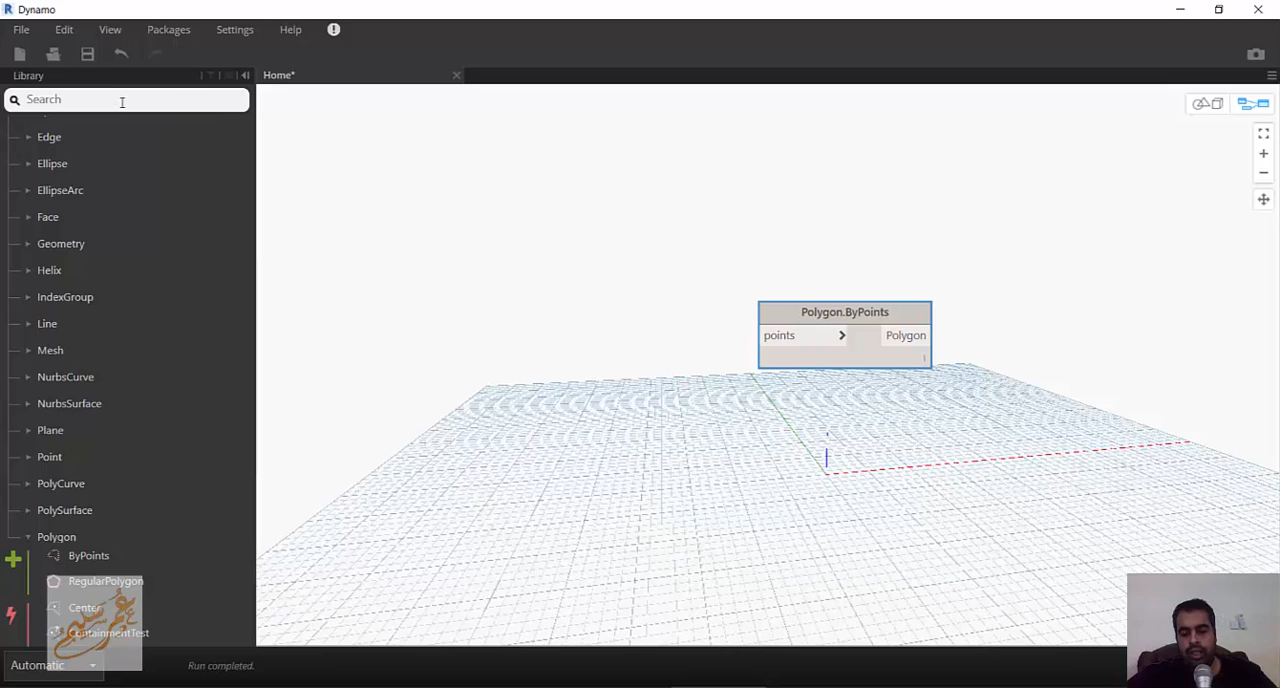 Dynamo
File Edit View Packages Settings Help
Library
Home*
Search
Edge
Ellipse
EllipseArc
Face
Geometry
Helix
IndexGroup
Line
Mesh
NurbsCurve
NurbsSurface
Plane
Point
PolyCurve
PolySurface
Polygon
ByPoints
RegularPolygon
Center
ContainmentTest
Polygon.ByPoints
points > Polygon
Automatic
Run completed.